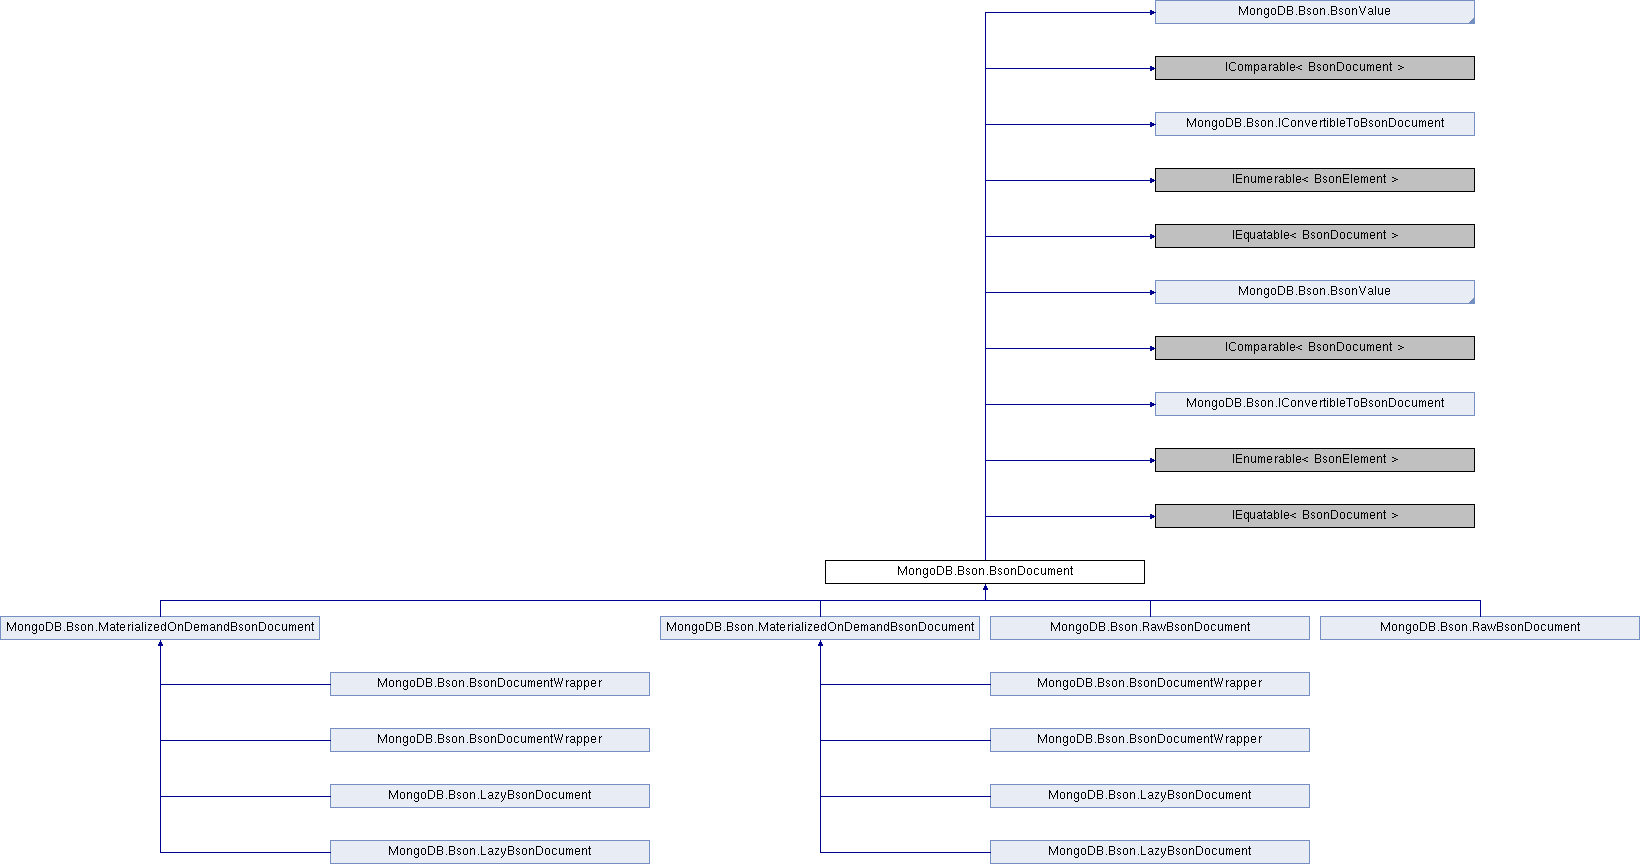 MongoDB.Bson.BsonValue
IComparable< BsonDocument >
MongoDB.Bson.IConvertibleToBsonDocument
IEnumerable< BsonElement >
IEquatable< BsonDocument >
MongoDB.Bson.BsonValue
IComparable< BsonDocument >
MongoDB.Bson.IConvertibleToBsonDocument
IEnumerable< BsonElement >
IEquatable< BsonDocument >
MongoDB.Bson.BsonDocument
MongoDB.Bson.MaterializedOnDemandBsonDocument
MongoDB.Bson.MaterializedOnDemandBsonDocument
MongoDB.Bson.RawBsonDocument
MongoDB.Bson.RawBsonDocument
MongoDB.Bson.BsonDocumentWrapper
MongoDB.Bson.BsonDocumentWrapper
MongoDB.Bson.BsonDocumentWrapper
MongoDB.Bson.BsonDocumentWrapper
MongoDB.Bson.LazyBsonDocument
MongoDB.Bson.LazyBsonDocument
MongoDB.Bson.LazyBsonDocument
MongoDB.Bson.LazyBsonDocument